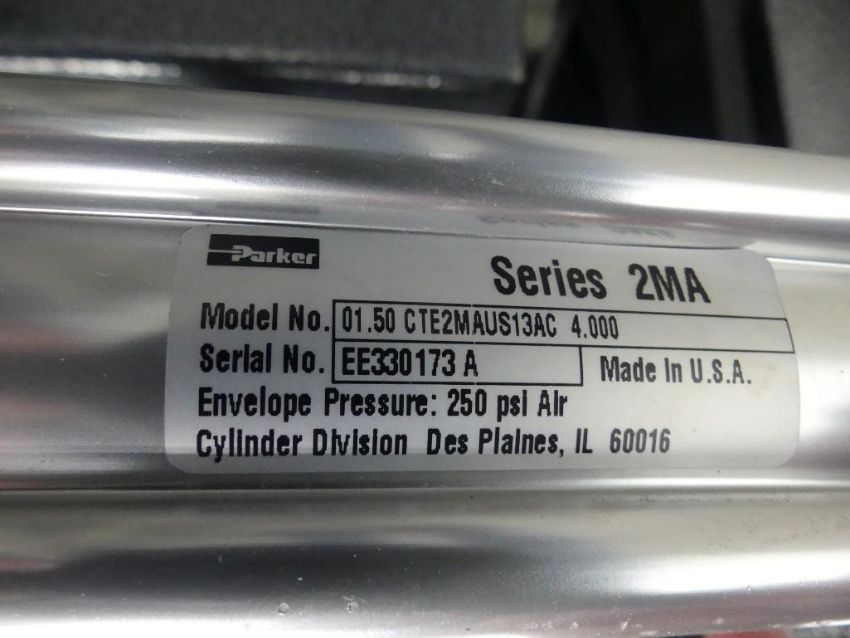 Parker
Series 2MA
Model No. 01.50 CTE2MAUS13AC 4.000
Serial No. EE330173 A Made In U.S.A.
Envelope Pressure: 250 psi Air
Cylinder Division Des Plaines, IL 60016